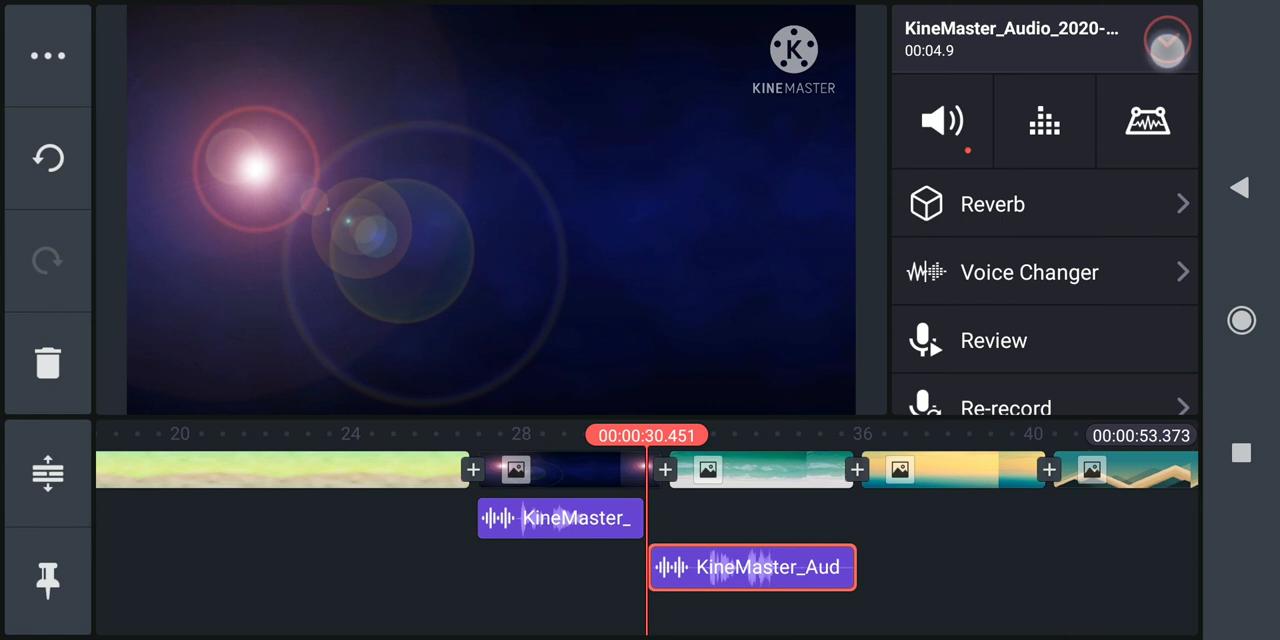 KineMaster_Audio_2020-...
00:04.9
K
KINEMASTER
Reverb
Voice Changer
Review
Re-record
20 24 28 00:00:30.451 36 40 00:00:53.373
KineMaster_
KineMaster_Aud